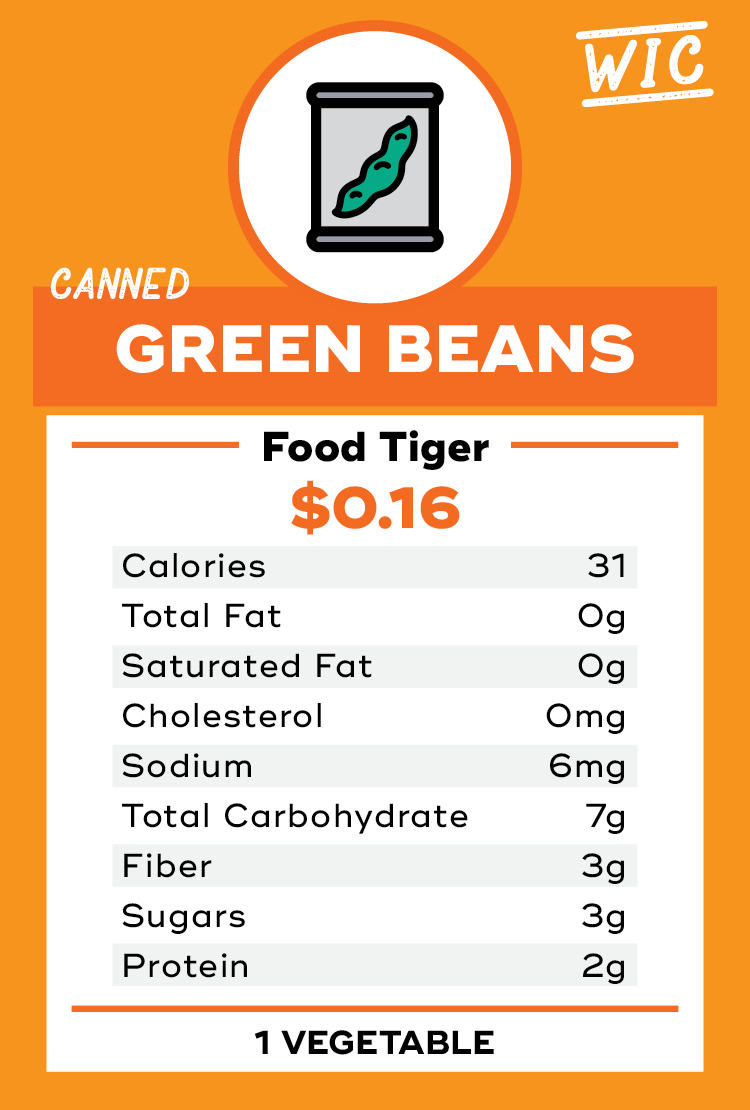 WIC
CANNED
GREEN BEANS
Food Tiger
$0.16
Calories 31
Total Fat 0g
Saturated Fat 0g
Cholesterol 0mg
Sodium 6mg
Total Carbohydrate 7g
Fiber 3g
Sugars 3g
Protein 2g
1 VEGETABLE